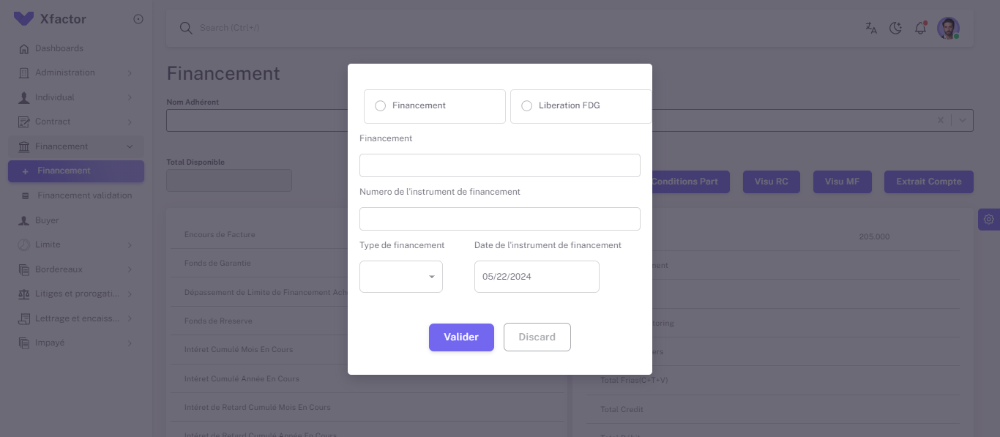 Xfactor
Dashboards
Administration
Individual
Contract
Financement
Financement
Financement validation
Buyer
Limite
Bordereaux
Litiges et prorogati...
Lettrage et encaiss...
Impayé
Search (Ctrl+/)
Financement
Nom Adhérent
Total Disponible
Conditions Part
Visu RC
Visu MF
Extrait Compte
Encours de Facture
Fonds de Garantie
Dépassement de Limite de Financement Ach
Fonds de Rreserve
Intéret Cumulé Mois En Cours
Intéret Cumulé Année En Cours
Intéret de Retard Cumulé Mois En Cours
Intéret de Retard Cumulé Année En Cours
205.000
nent
toring
ers
Total Frias(C+T+V)
Total Credit
Total Débit
Financement
Liberation FDG
Financement
Numero de l'instrument de financement
Type de financement
Date de l'instrument de financement
05/22/2024
Valider
Discard